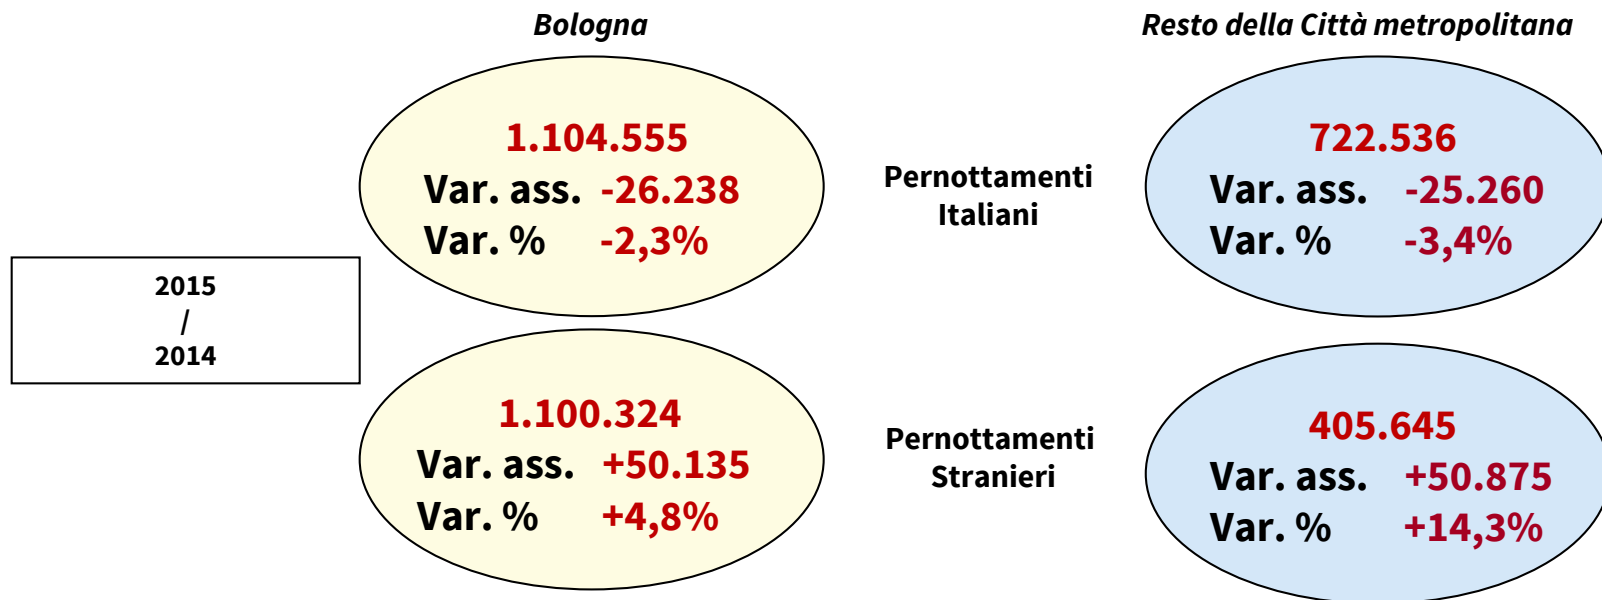 Bologna
Resto della Città metropolitana
1.104.555
Var. ass. -26.238
Var. % -2,3%
Pernottamenti
Italiani
722.536
Var. ass. -25.260
Var. % -3,4%
2015
/
2014
1.100.324
Var. ass. +50.135
Var. % +4,8%
Pernottamenti
Stranieri
405.645
Var. ass. +50.875
Var. % +14,3%